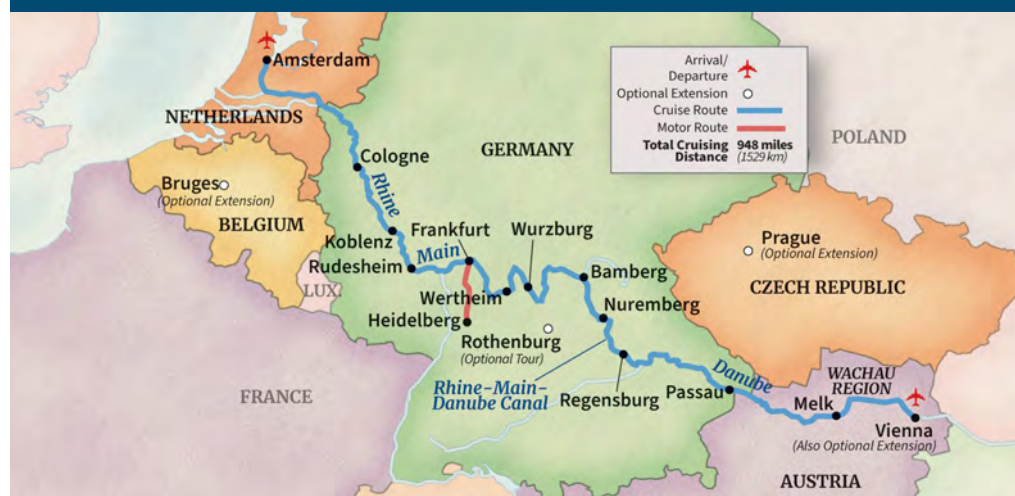 Amsterdam
NETHERLANDS
Arrival/
Departure
Optional Extension
Cruise Route
Motor Route
Total Cruising 948 miles
Distance (1529 km)
POLAND
GERMANY
Cologne
Bruges
(Optional Extension)
BELGIUM
Rhine
Koblenz
Main
Frankfurt
Wurzburg
Rudesheim
LUX.
Wertheim
Bamberg
Prague
(Optional Extension)
CZECH REPUBLIC
Nuremberg
Heidelberg
Rothenburg
(Optional Tour)
Rhine–Main–
Danube Canal
Regensburg
Passau
Danube
WACHAU
REGION
FRANCE
Melk
Vienna
(Also Optional Extension)
AUSTRIA